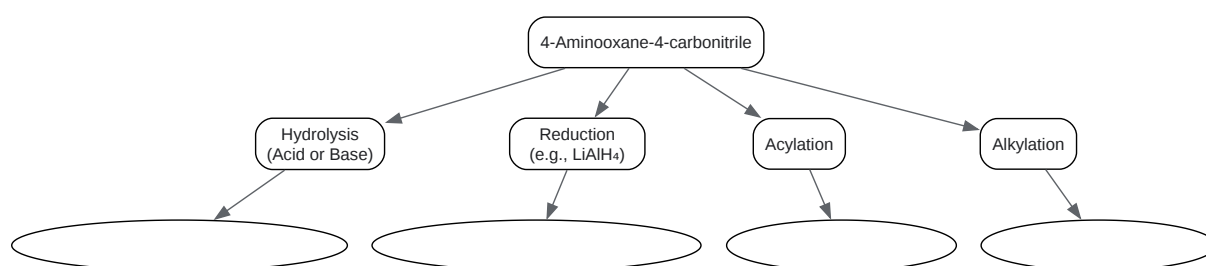 4-Aminooxane-4-carbonitrile
Hydrolysis
(Acid or Base)
Reduction
(e.g., LiAlH₄)
Acylation
Alkylation